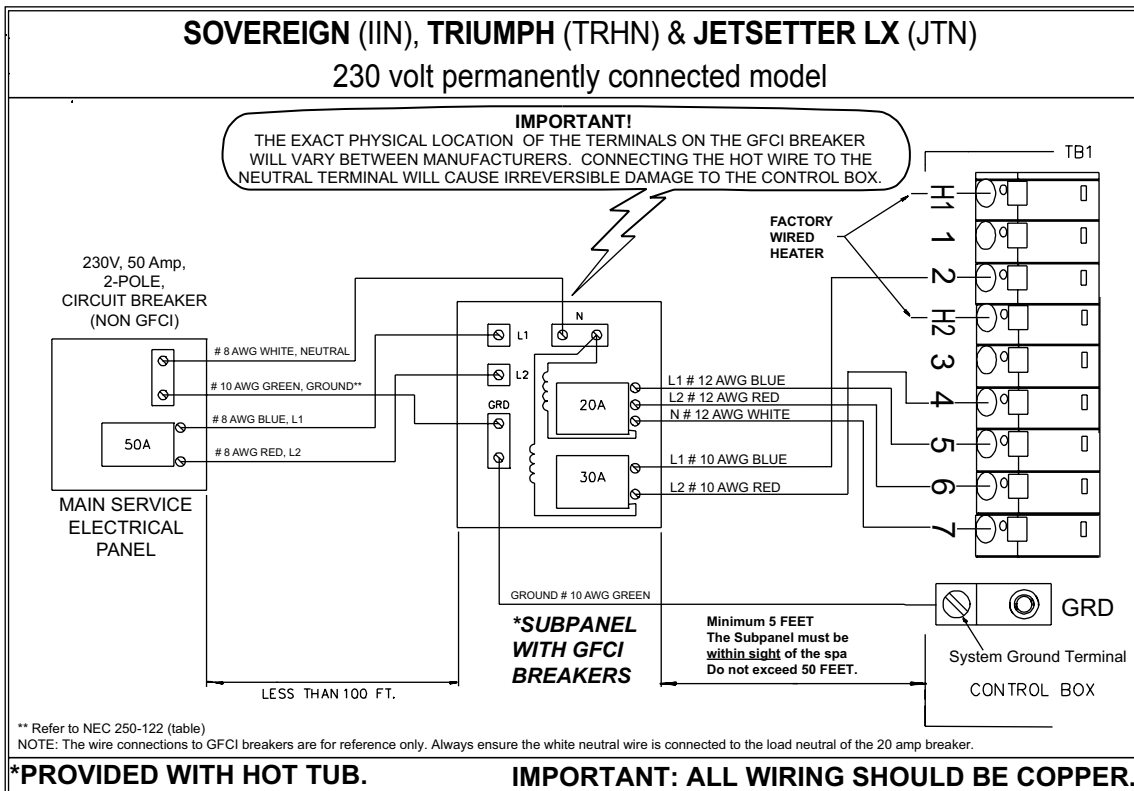 SOVEREIGN (IIN), TRIUMPH (TRHN) & JETSETTER LX (JTN)
230 volt permanently connected model
IMPORTANT!
THE EXACT PHYSICAL LOCATION OF THE TERMINALS ON THE GFCI BREAKER
WILL VARY BETWEEN MANUFACTURERS. CONNECTING THE HOT WIRE TO THE
NEUTRAL TERMINAL WILL CAUSE IRREVERSIBLE DAMAGE TO THE CONTROL BOX.
TB1
FACTORY
WIRED
HEATER
H1
1
2
H2
3
4
5
6
7
230V, 50 Amp,
2-POLE,
CIRCUIT BREAKER
(NON GFCI)
# 8 AWG WHITE, NEUTRAL
# 10 AWG GREEN, GROUND**
# 8 AWG BLUE, L1
# 8 AWG RED, L2
50A
MAIN SERVICE
ELECTRICAL
PANEL
N
L1
L2
GRD
20A
30A
L1 # 12 AWG BLUE
L2 # 12 AWG RED
N # 12 AWG WHITE
L1 # 10 AWG BLUE
L2 # 10 AWG RED
GROUND # 10 AWG GREEN
*SUBPANEL
WITH GFCI
BREAKERS
Minimum 5 FEET
The Subpanel must be
within sight of the spa
Do not exceed 50 FEET.
GRD
System Ground Terminal
CONTROL BOX
LESS THAN 100 FT.
** Refer to NEC 250-122 (table)
NOTE: The wire connections to GFCI breakers are for reference only. Always ensure the white neutral wire is connected to the load neutral of the 20 amp breaker.
*PROVIDED WITH HOT TUB.
IMPORTANT: ALL WIRING SHOULD BE COPPER.